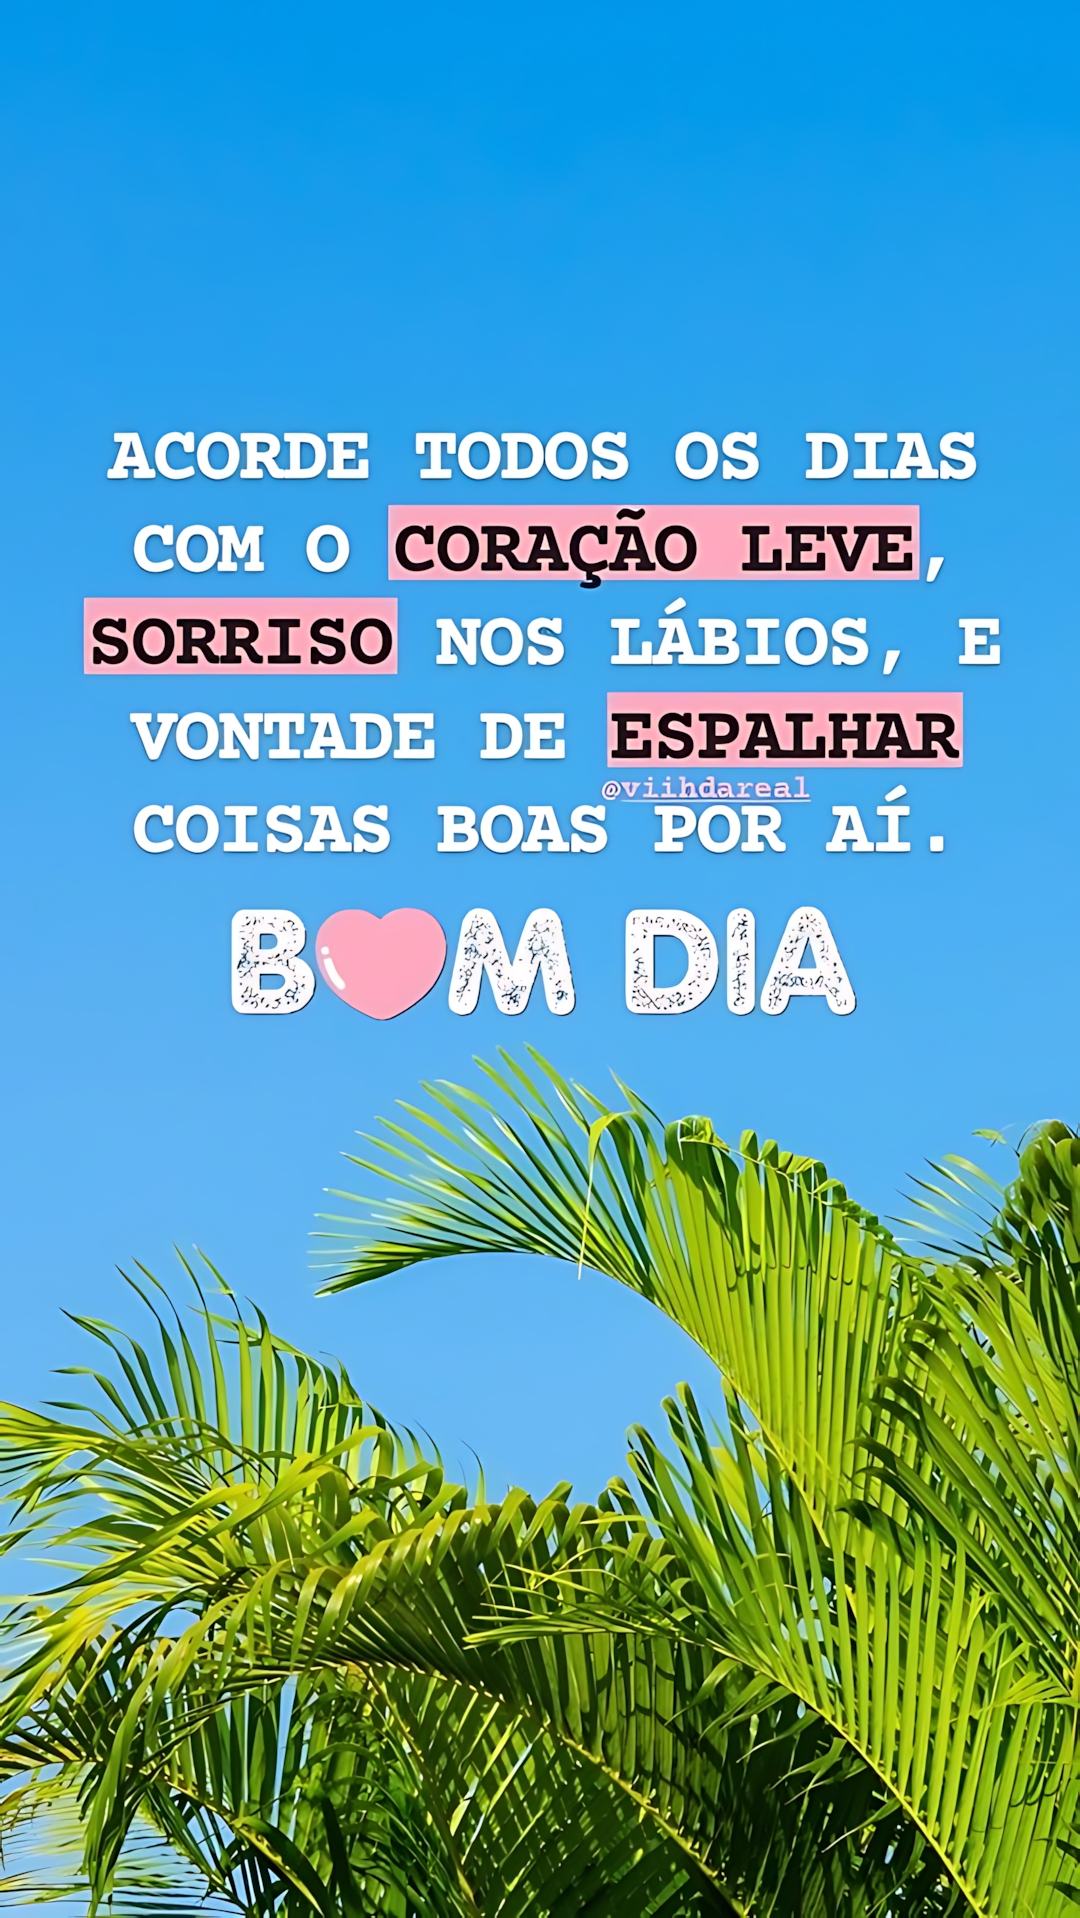 ACORDE TODOS OS DIAS
COM O CORAÇÃO LEVE,
SORRISO NOS LÁBIOS, E
VONTADE DE ESPALHAR
@viihdareal
COISAS BOAS POR AÍ.
BOM DIA